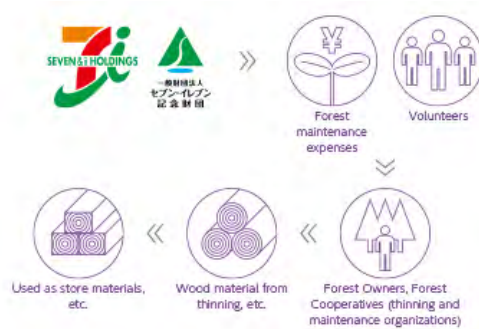 SEVEN & i HOLDINGS
一般財団法人
セブン-イレブン
記念財団
¥
Forest
maintenance
expenses
Volunteers
Used as store materials,
etc.
Wood material from
thinning, etc.
Forest Owners, Forest
Cooperatives (thinning and
maintenance organizations)